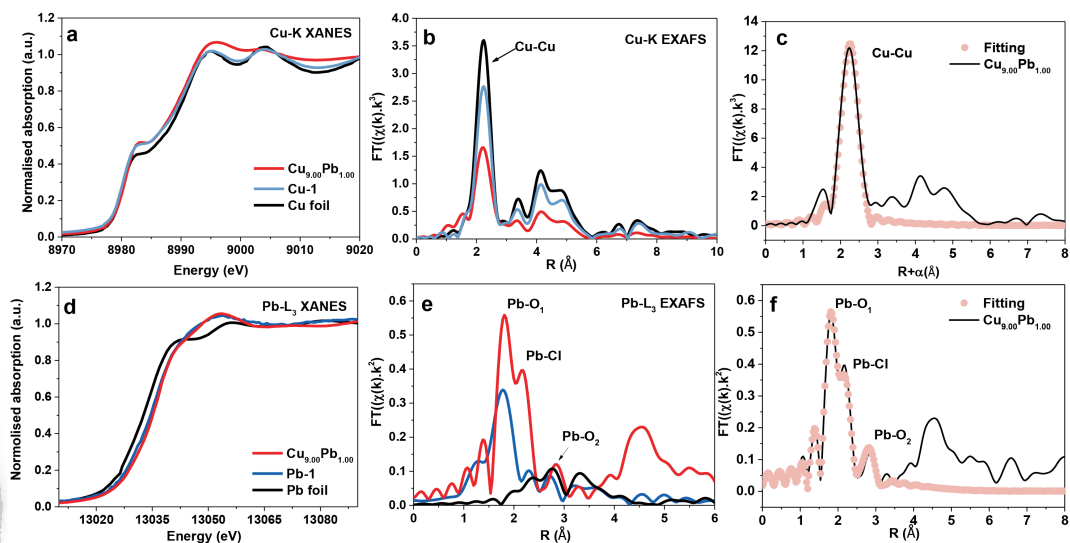 a
Cu-K XANES
Normalised absorption (a.u.)
1.2
1.0
0.8
0.6
0.4
0.2
0.0
Cu9.00Pb1.00
Cu-1
Cu foil
8970 8980 8990 9000 9010 9020
Energy (eV)
b
Cu-K EXAFS
Cu-Cu
FT((χ(k).k³)
4.0
3.5
3.0
2.5
2.0
1.5
1.0
0.5
0.0
0 2 4 6 8 10
R (Å)
c
Cu-Cu
Fitting
Cu9.00Pb1.00
FT((χ(k).k³)
14
12
10
8
6
4
2
0
0 1 2 3 4 5 6 7 8
R+α(Å)
d
Pb-L3 XANES
Normalised absorption (a.u.)
1.2
1.0
0.8
0.6
0.4
0.2
0.0
Cu9.00Pb1.00
Pb-1
Pb foil
13020 13035 13050 13065 13080
Energy (eV)
e
Pb-L3 EXAFS
Pb-O1
Pb-Cl
Pb-O2
FT((χ(k).k²)
0.6
0.5
0.4
0.3
0.2
0.1
0.0
0 1 2 3 4 5 6
R (Å)
f
Pb-O1
Pb-Cl
Pb-O2
Fitting
Cu9.00Pb1.00
FT((χ(k).k²)
0.6
0.5
0.4
0.3
0.2
0.1
0.0
0 1 2 3 4 5 6 7 8
R (Å)